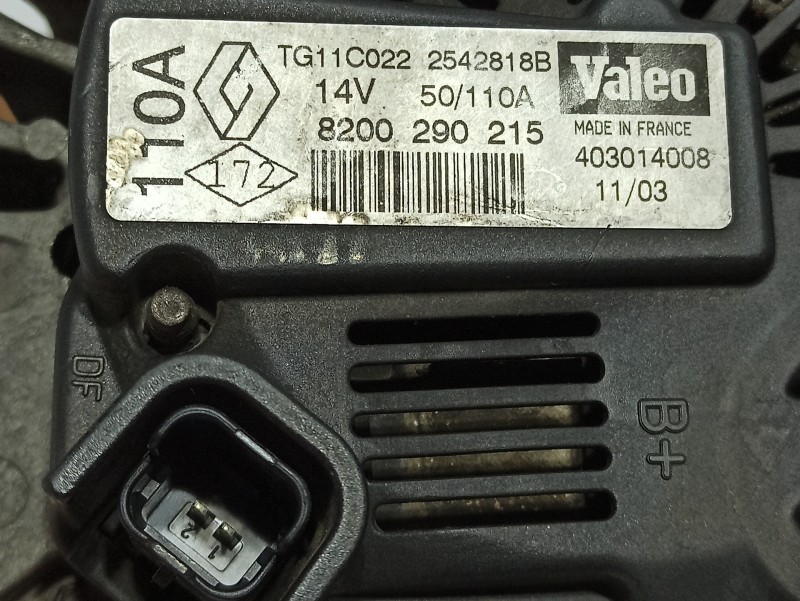 110A
TG11C022 2542818B
14V 50/110A
8200 290 215
172
Valeo
MADE IN FRANCE
403014008
11/03
DF
B+
2 1